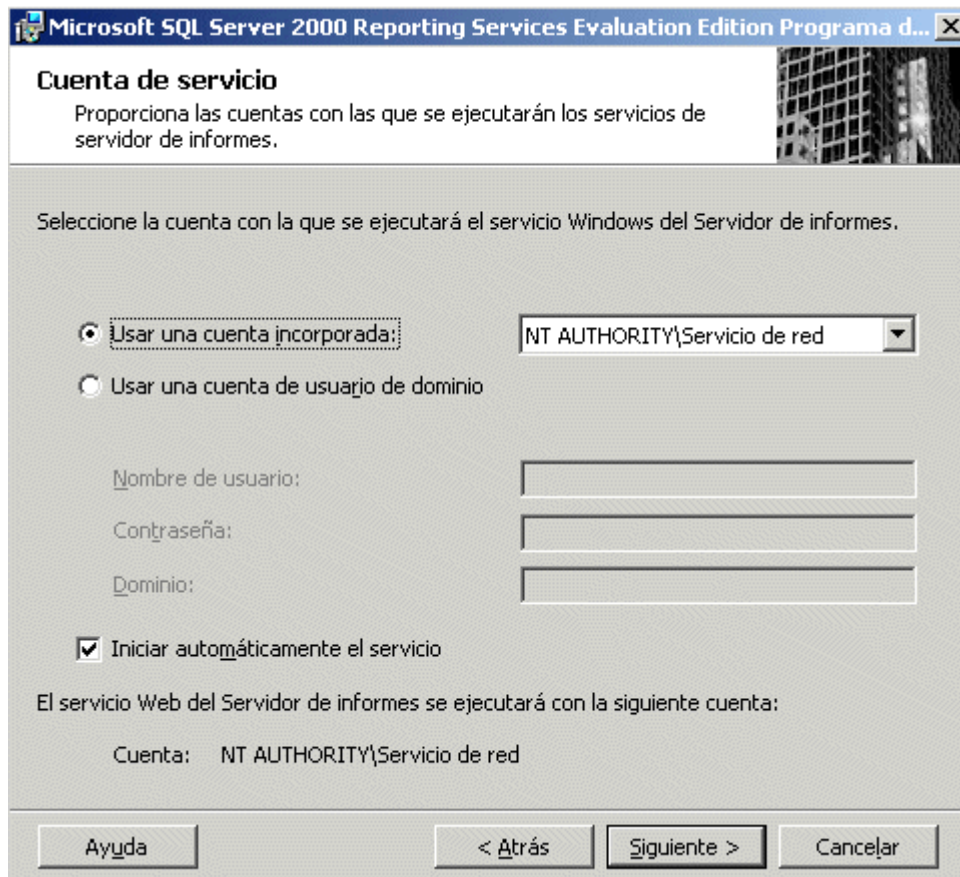 Microsoft SQL Server 2000 Reporting Services Evaluation Edition Programa d...
Cuenta de servicio
Proporciona las cuentas con las que se ejecutarán los servicios de
servidor de informes.
Seleccione la cuenta con la que se ejecutará el servicio Windows del Servidor de informes.
Usar una cuenta incorporada: NT AUTHORITY\Servicio de red
Usar una cuenta de usuario de dominio
Nombre de usuario:
Contraseña:
Dominio:
Iniciar automáticamente el servicio
El servicio Web del Servidor de informes se ejecutará con la siguiente cuenta:
Cuenta: NT AUTHORITY\Servicio de red
Ayuda < Atrás Siguiente > Cancelar